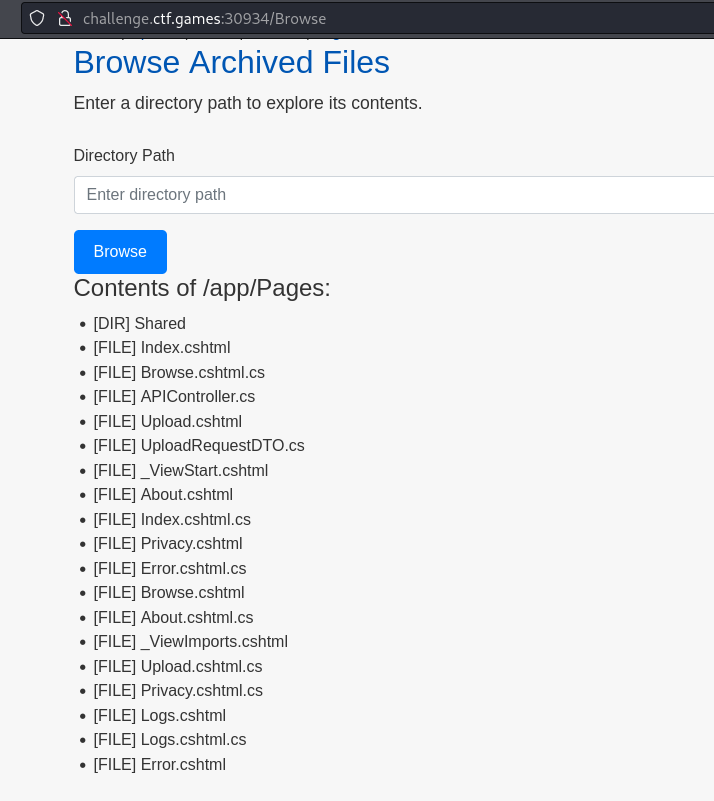 challenge.ctf.games:30934/Browse
Browse Archived Files
Enter a directory path to explore its contents.
Directory Path
Enter directory path
Browse
Contents of /app/Pages:
• [DIR] Shared
• [FILE] Index.cshtml
• [FILE] Browse.cshtml.cs
• [FILE] APIController.cs
• [FILE] Upload.cshtml
• [FILE] UploadRequestDTO.cs
• [FILE] _ViewStart.cshtml
• [FILE] About.cshtml
• [FILE] Index.cshtml.cs
• [FILE] Privacy.cshtml
• [FILE] Error.cshtml.cs
• [FILE] Browse.cshtml
• [FILE] About.cshtml.cs
• [FILE] _ViewImports.cshtml
• [FILE] Upload.cshtml.cs
• [FILE] Privacy.cshtml.cs
• [FILE] Logs.cshtml
• [FILE] Logs.cshtml.cs
• [FILE] Error.cshtml